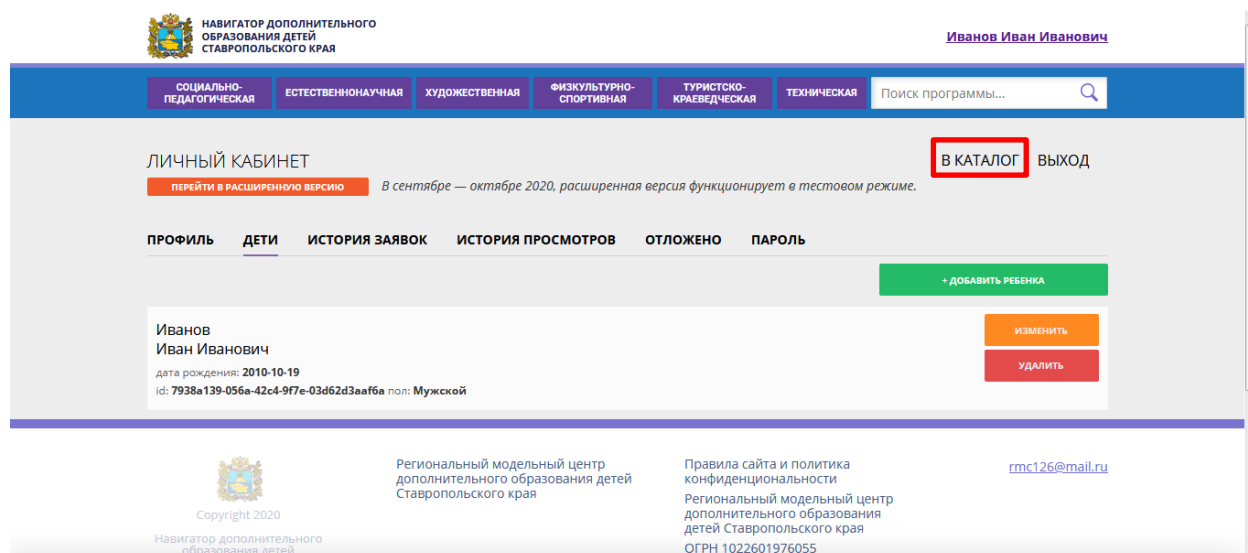 НАВИГАТОР ДОПОЛНИТЕЛЬНОГО
ОБРАЗОВАНИЯ ДЕТЕЙ
СТАВРОПОЛЬСКОГО КРАЯ
Иванов Иван Иванович
СОЦИАЛЬНО-
ПЕДАГОГИЧЕСКАЯ
ЕСТЕСТВЕННОНАУЧНАЯ
ХУДОЖЕСТВЕННАЯ
ФИЗКУЛЬТУРНО-
СПОРТИВНАЯ
ТУРИСТСКО-
КРАЕВЕДЧЕСКАЯ
ТЕХНИЧЕСКАЯ
Поиск программы...
ЛИЧНЫЙ КАБИНЕТ
В КАТАЛОГ
ВЫХОД
ПЕРЕЙТИ В РАСШИРЕННУЮ ВЕРСИЮ
В сентябре — октябре 2020, расширенная версия функционирует в тестовом режиме.
ПРОФИЛЬ ДЕТИ ИСТОРИЯ ЗАЯВОК ИСТОРИЯ ПРОСМОТРОВ ОТЛОЖЕНО ПАРОЛЬ
+ ДОБАВИТЬ РЕБЕНКА
Иванов
Иван Иванович
дата рождения: 2010-10-19
id: 7938a139-056a-42c4-9f7e-03d62d3aaf6a пол: Мужской
ИЗМЕНИТЬ
УДАЛИТЬ
Copyright 2020
Навигатор дополнительного
образования детей
Региональный модельный центр
дополнительного образования детей
Ставропольского края
Правила сайта и политика
конфиденциональности
Региональный модельный центр
дополнительного образования
детей Ставропольского края
ОГРН 1022601976055
rmc126@mail.ru